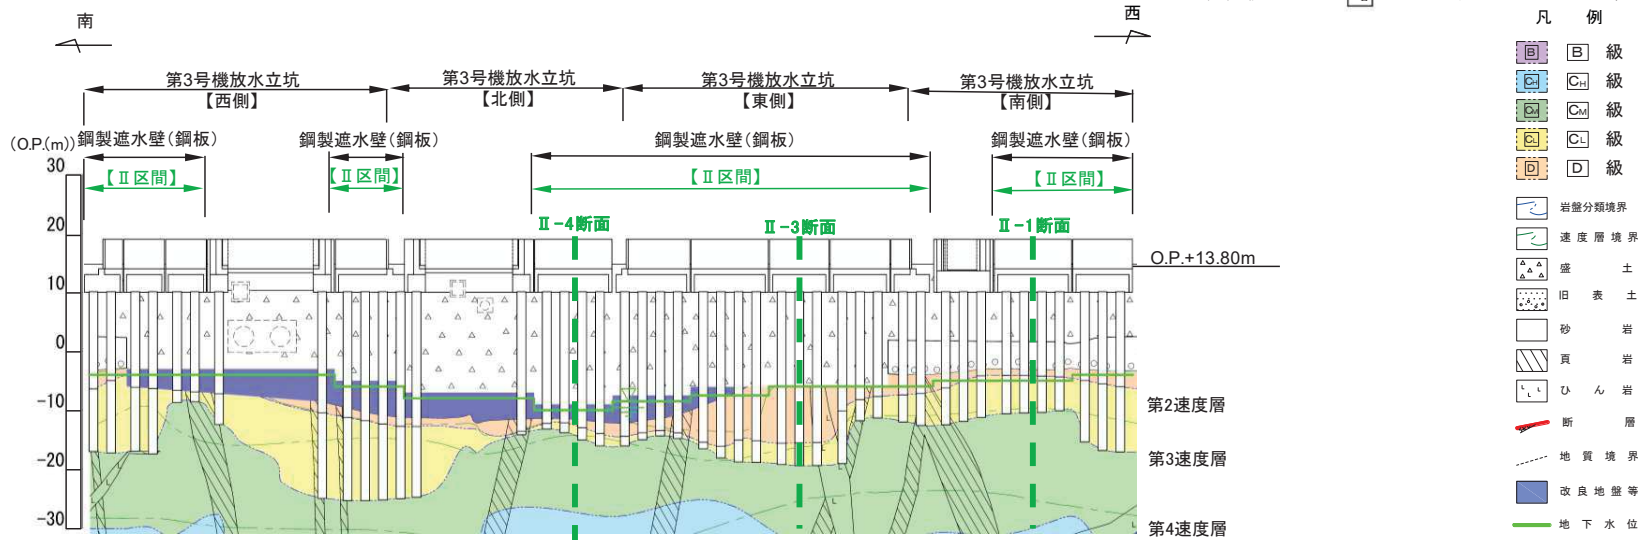 南
西
第3号機放水立坑
【西側】
第3号機放水立坑
【北側】
第3号機放水立坑
【東側】
第3号機放水立坑
【南側】
(O.P.(m))
鋼製遮水壁(鋼板)
鋼製遮水壁(鋼板)
鋼製遮水壁(鋼板)
鋼製遮水壁(鋼板)
【Ⅱ区間】
【Ⅱ区間】
【Ⅱ区間】
【Ⅱ区間】
Ⅱ-4断面
Ⅱ-3断面
Ⅱ-1断面
O.P.+13.80m
30
20
10
0
-10
-20
-30
第2速度層
第3速度層
第4速度層
凡 例
B B 級
CH CH 級
CM CM 級
CL CL 級
D D 級
岩盤分類境界
速度層境界
盛土
旧表土
砂岩
頁岩
ひん岩
断層
地質境界
改良地盤等
地下水位